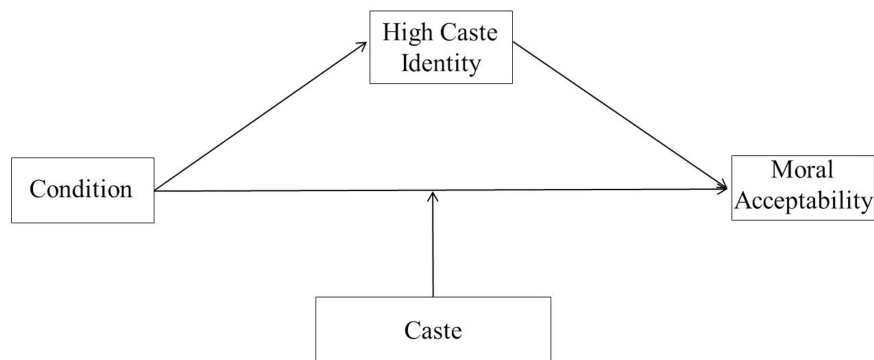 High Caste
Identity
Condition
Moral
Acceptability
Caste